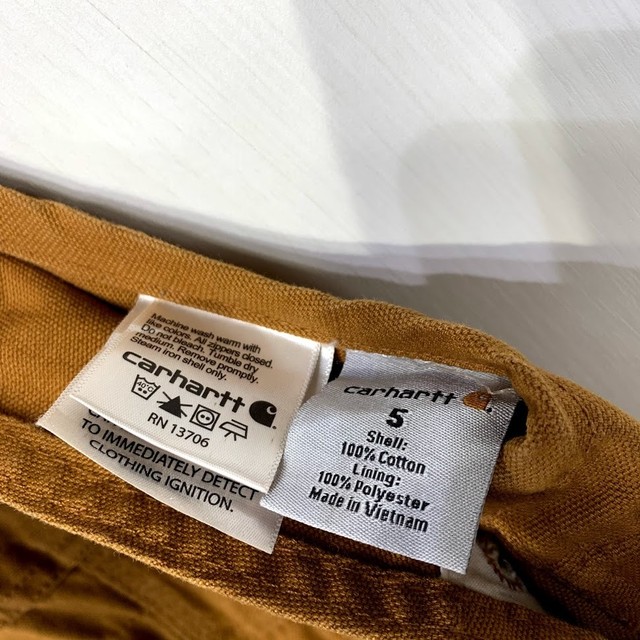 Machine wash warm with
like colors. All zippers closed.
Do not bleach. Tumble dry
medium. Remove promptly.
Steam iron shell only.
carhartt
40°C
RN 13706
TO IMMEDIATELY DETECT
CLOTHING IGNITION.
carhartt
5
Shell:
100% Cotton
Lining:
100% Polyester
Made in Vietnam